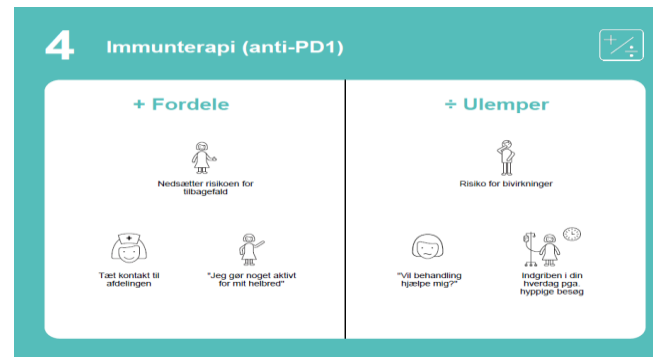 4 Immunterapi (anti-PD1)
+ Fordele
Nedsætter risikoen for
tilbagefald
Tæt kontakt til
afdelingen
"Jeg gør noget aktivt
for mit helbred"
÷ Ulemper
Risiko for bivirkninger
"Vil behandling
hjælpe mig?"
Indgriben i din
hverdag pga.
hyppige besøg